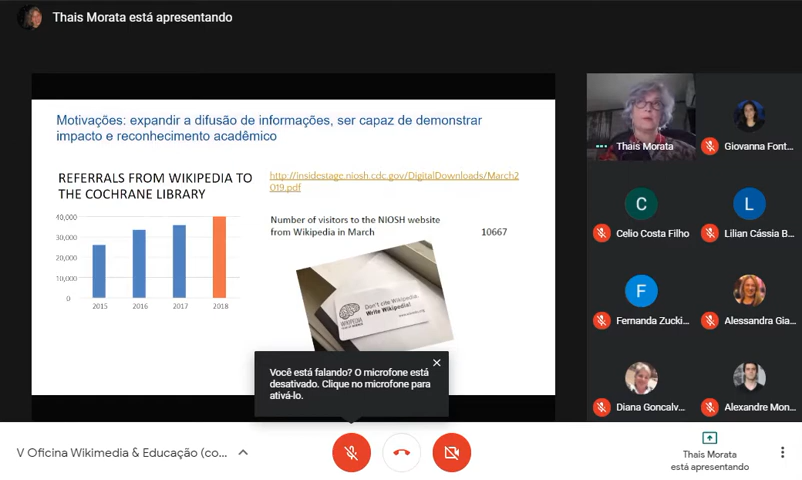 Thais Morata está apresentando
Motivações: expandir a difusão de informações, ser capaz de demonstrar
impacto e reconhecimento acadêmico
REFERRALS FROM WIKIPEDIA TO
THE COCHRANE LIBRARY
40,000
30,000
20,000
10,000
0
2015 2016 2017 2018
http://insidestage.niosh.cdc.gov/DigitalDownloads/March2
019.pdf
Number of visitors to the NIOSH website
from Wikipedia in March 10667
Don't cite Wikipedia,
Write Wikipedia!
Você está falando? O microfone está
desativado. Clique no microfone para
ativá-lo.
Thais Morata
Giovanna Font...
C
Celio Costa Filho
L
Lilian Cássia B...
F
Fernanda Zucki...
Alessandra Gia...
Diana Goncalv...
Alexandre Mon...
V Oficina Wikimedia & Educação (co...
Thais Morata
está apresentando